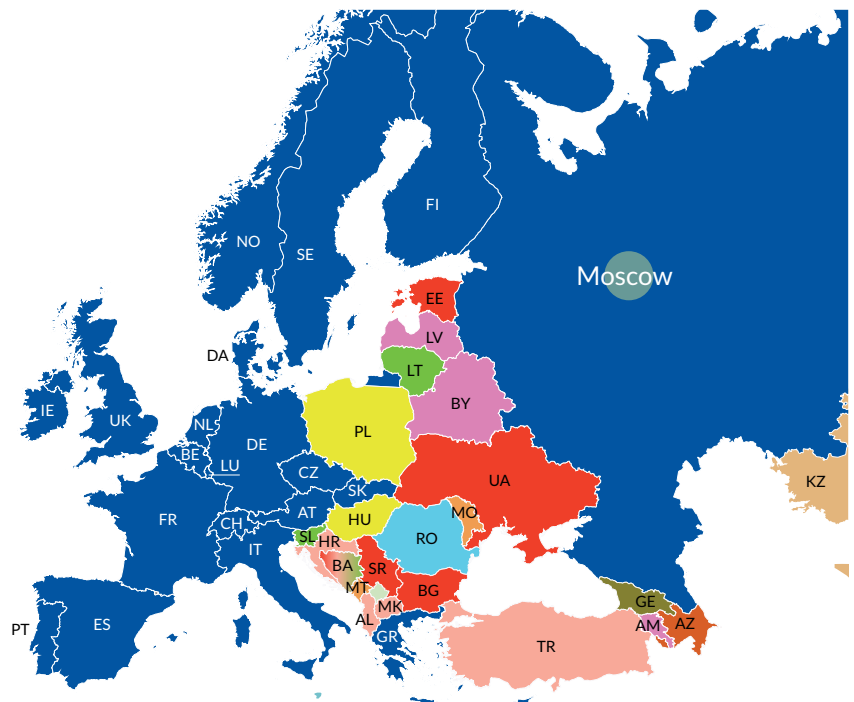 FI
NO
SE
Moscow
EE
LV
DA
LT
IE
UK
NL
BY
PL
DE
BE
LU
CZ
UA
KZ
SK
FR
AT
MO
HU
CH
SL
HR
RO
IT
BA
SR
MT
BG
GE
MK
AL
AM
AZ
PT
ES
GR
TR